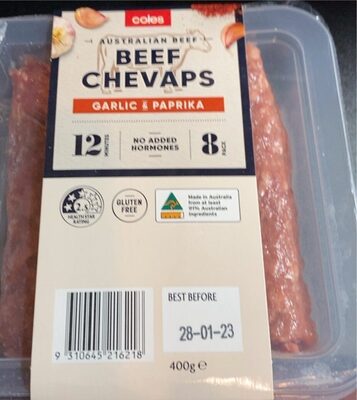 coles
AUSTRALIAN BEEF
BEEF
CHEVAPS
GARLIC & PAPRIKA
12 MINUTES
NO ADDED
HORMONES
8 PACK
HEALTH STAR
RATING
GLUTEN
FREE
Made in Australia
from at least
97% Australian
ingredients
BEST BEFORE
28-01-23
9 310645 216218
400g e